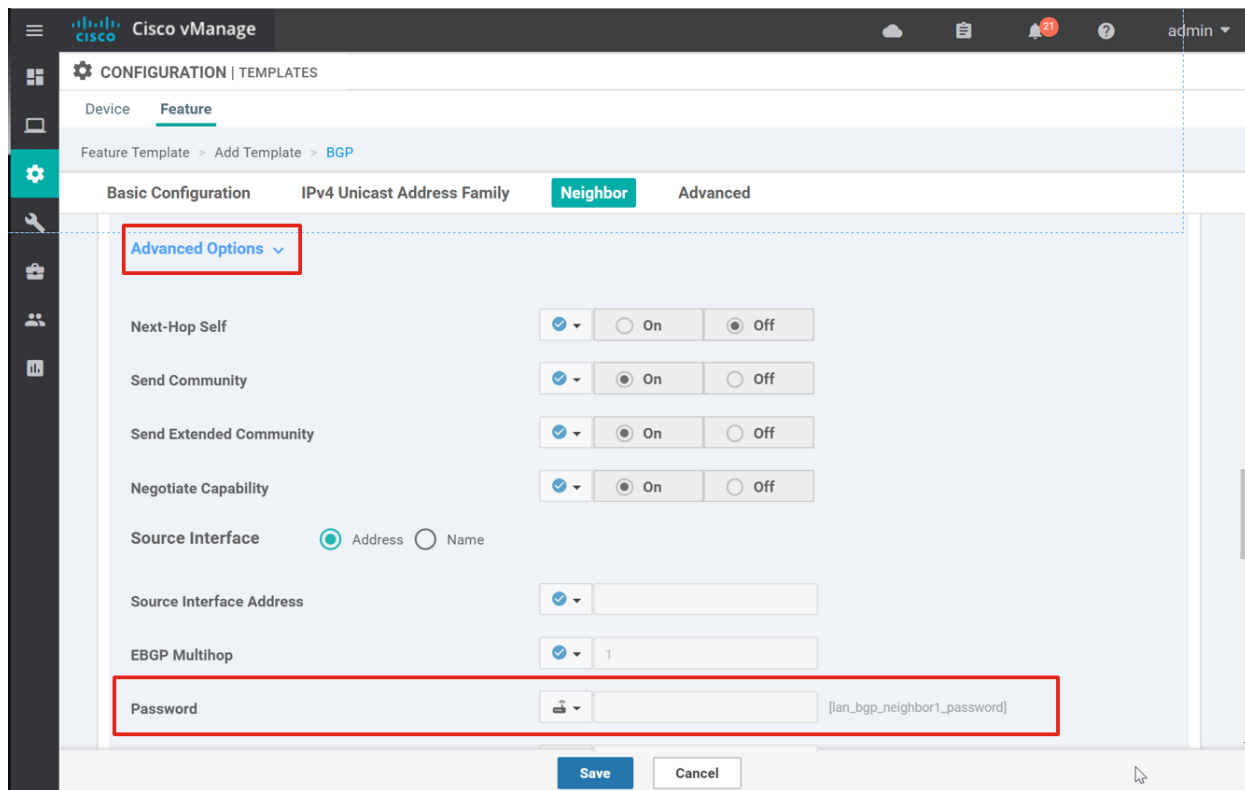 cisco Cisco vManage 21 admin
CONFIGURATION | TEMPLATES
Device Feature
Feature Template > Add Template > BGP
Basic Configuration IPv4 Unicast Address Family Neighbor Advanced
Advanced Options
Next-Hop Self On Off
Send Community On Off
Send Extended Community On Off
Negotiate Capability On Off
Source Interface Address Name
Source Interface Address
EBGP Multihop 1
Password [lan_bgp_neighbor1_password]
Save Cancel